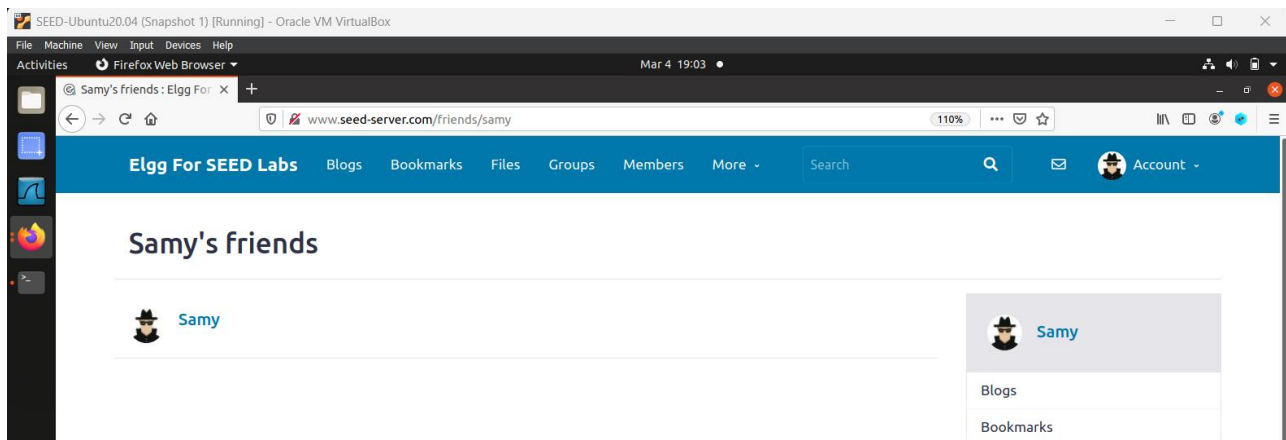 SEED-Ubuntu20.04 (Snapshot 1) [Running] - Oracle VM VirtualBox
File Machine View Input Devices Help
Activities Firefox Web Browser Mar 4 19:03
Samy's friends : Elgg For
www.seed-server.com/friends/samy 110%
Elgg For SEED Labs Blogs Bookmarks Files Groups Members More Search Account
Samy's friends
Samy
Samy
Blogs
Bookmarks